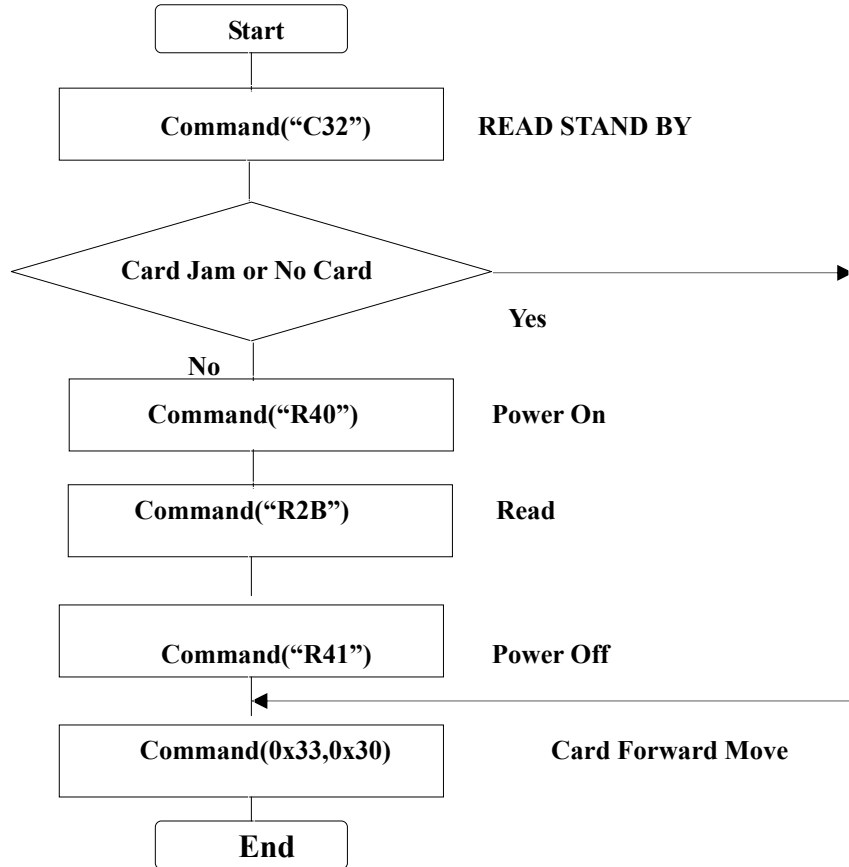 Start
Command(“C32”) READ STAND BY
Card Jam or No Card
Yes
No
Command(“R40”) Power On
Command(“R2B”) Read
Command(“R41”) Power Off
Command(0x33,0x30) Card Forward Move
End